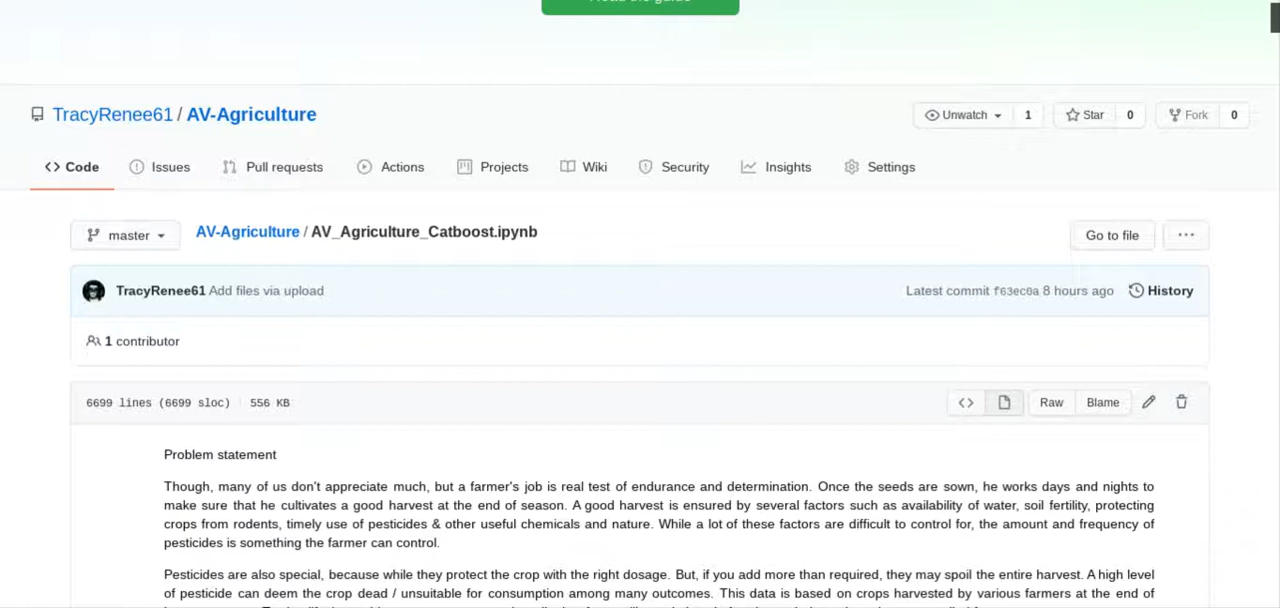 Read the guide
TracyRenee61 / AV-Agriculture
Unwatch 1 Star 0 Fork 0
Code Issues Pull requests Actions Projects Wiki Security Insights Settings
master AV-Agriculture / AV_Agriculture_Catboost.ipynb Go to file ...
TracyRenee61 Add files via upload Latest commit f63ec0a 8 hours ago History
1 contributor
6699 lines (6699 sloc) 556 KB <> Raw Blame
Problem statement
Though, many of us don't appreciate much, but a farmer's job is real test of endurance and determination. Once the seeds are sown, he works days and nights to
make sure that he cultivates a good harvest at the end of season. A good harvest is ensured by several factors such as availability of water, soil fertility, protecting
crops from rodents, timely use of pesticides & other useful chemicals and nature. While a lot of these factors are difficult to control for, the amount and frequency of
pesticides is something the farmer can control.
Pesticides are also special, because while they protect the crop with the right dosage. But, if you add more than required, they may spoil the entire harvest. A high level
of pesticide can deem the crop dead / unsuitable for consumption among many outcomes. This data is based on crops harvested by various farmers at the end of